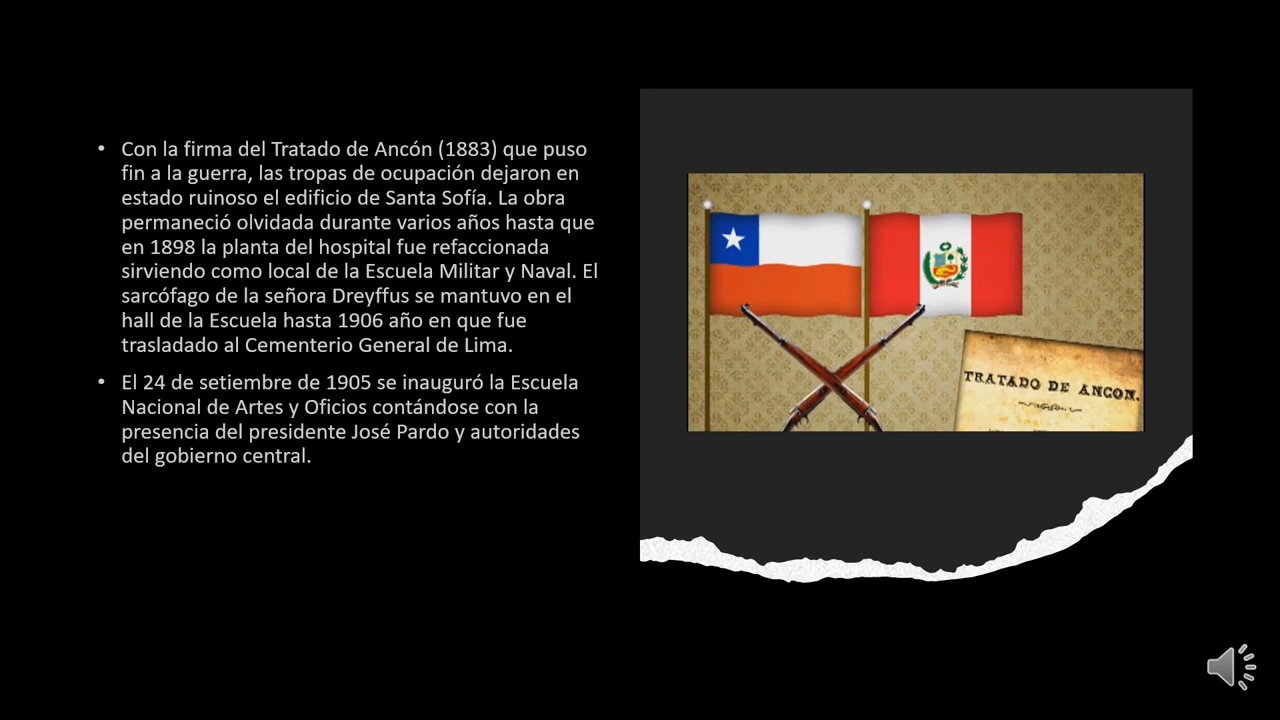 • Con la firma del Tratado de Ancón (1883) que puso
fin a la guerra, las tropas de ocupación dejaron en
estado ruinoso el edificio de Santa Sofía. La obra
permaneció olvidada durante varios años hasta que
en 1898 la planta del hospital fue refaccionada
sirviendo como local de la Escuela Militar y Naval. El
sarcófago de la señora Dreyffus se mantuvo en el
hall de la Escuela hasta 1906 año en que fue
trasladado al Cementerio General de Lima.
• El 24 de setiembre de 1905 se inauguró la Escuela
Nacional de Artes y Oficios contándose con la
presencia del presidente José Pardo y autoridades
del gobierno central.
TRATADO DE ANCON.